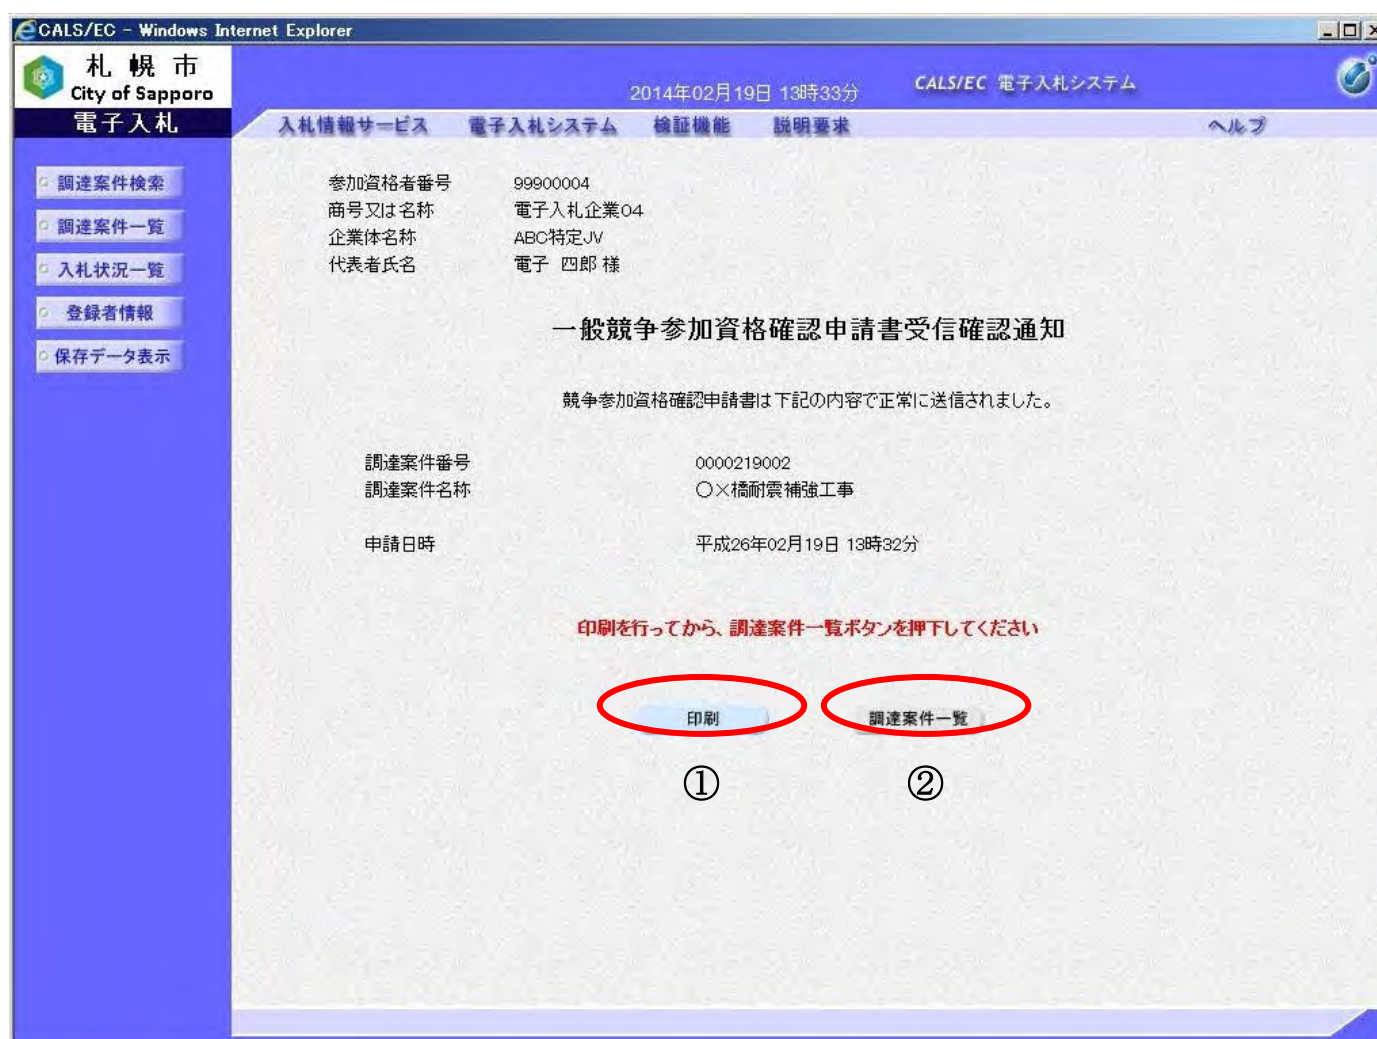 CALS/EC - Windows Internet Explorer
札幌市
City of Sapporo
2014年02月19日 13時33分
CALS/EC 電子入札システム
電子入札
入札情報サービス 電子入札システム 検証機能 説明要求 ヘルプ
調達案件検索
調達案件一覧
入札状況一覧
登録者情報
保存データ表示
参加資格者番号 99900004
商号又は名称 電子入札企業04
企業体名称 ABC特定JV
代表者氏名 電子 四郎 様
一般競争参加資格確認申請書受信確認通知
競争参加資格確認申請書は下記の内容で正常に送信されました。
調達案件番号 0000219002
調達案件名称 〇×橋耐震補強工事
申請日時 平成26年02月19日 13時32分
印刷を行ってから、調達案件一覧ボタンを押下してください
印刷 調達案件一覧
① ②